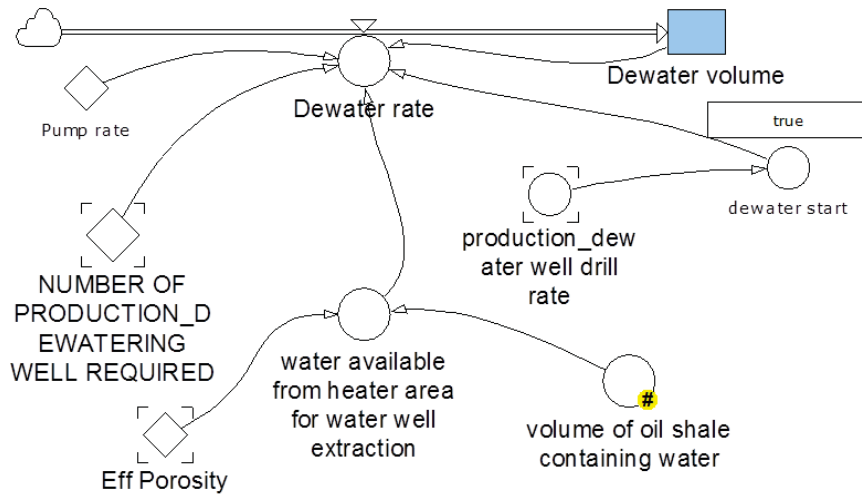 Dewater volume
Dewater rate
true
Pump rate
dewater start
production_dew
ater well drill
rate
NUMBER OF
PRODUCTION_D
EWATERING
WELL REQUIRED
water available
from heater area
for water well
extraction
#
volume of oil shale
containing water
Eff Porosity